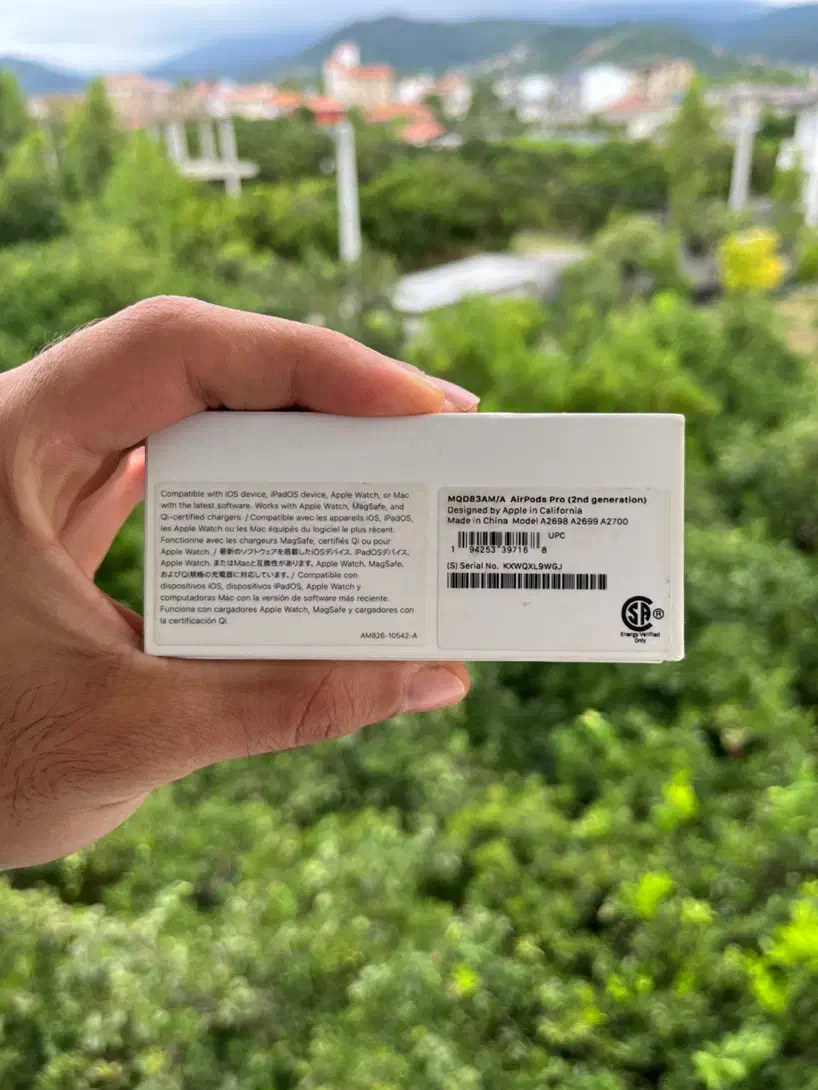 Compatible with iOS device, iPadOS device, Apple Watch, or Mac
with the latest software. Works with Apple Watch, MagSafe, and
Qi-certified chargers. / Compatible avec les appareils iOS, iPadOS,
les Apple Watch ou les Mac équipés du logiciel le plus récent.
Fonctionne avec les chargeurs MagSafe, certifiés Qi ou pour
Apple Watch. / 最新のソフトウェアを搭載したiOSデバイス、iPadOSデバイス、
Apple Watch、またはMacと互換性があります。Apple Watch、MagSafe、
およびQi規格の充電器に対応しています。/ Compatible con
dispositivos iOS, dispositivos iPadOS, Apple Watch y
computadoras Mac con la versión de software más reciente.
Funciona con cargadores Apple Watch, MagSafe y cargadores con
la certificación Qi.
AM826-10542-A
MQD83AM/A AirPods Pro (2nd generation)
Designed by Apple in California
Made in China Model A2698 A2699 A2700
UPC
1 94253 39716 8
(S) Serial No. KXWQXL9WGJ
SA ®
Energy Verified
Only